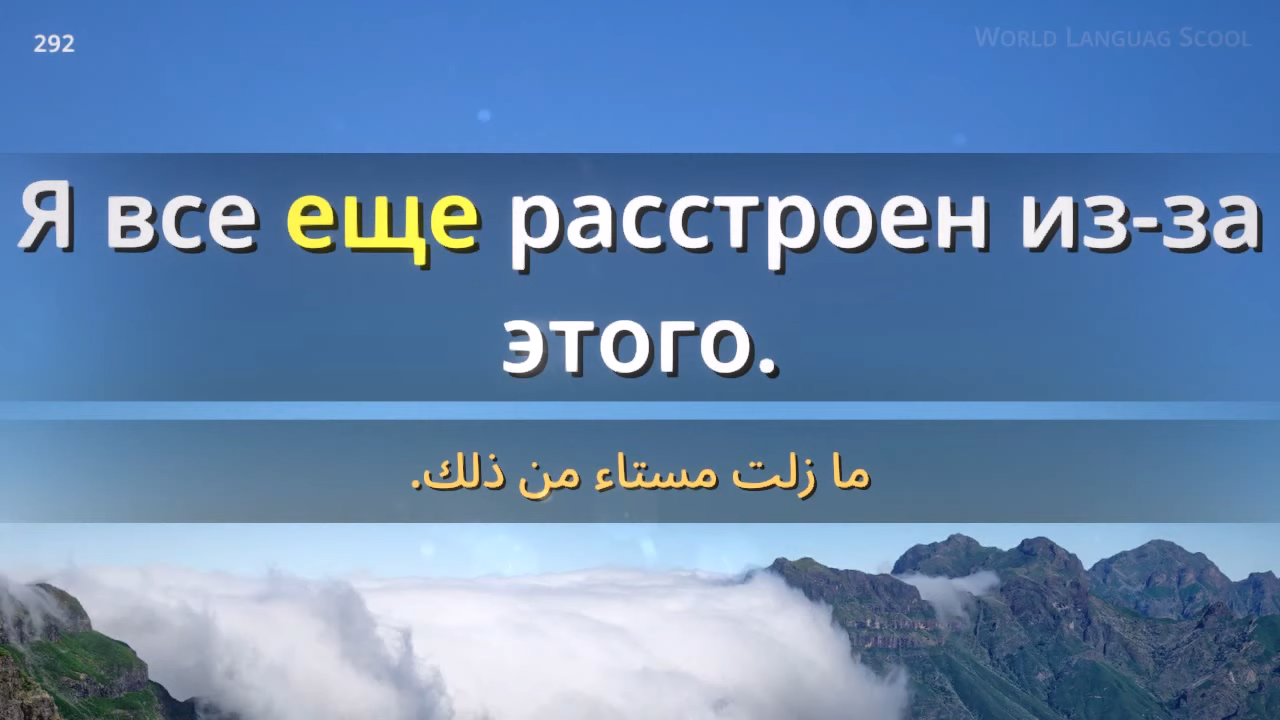 292
WORLD LANGUAG SCOOL
Я все еще расстроен из-за
этого.
ما زلت مستاء من ذلك.